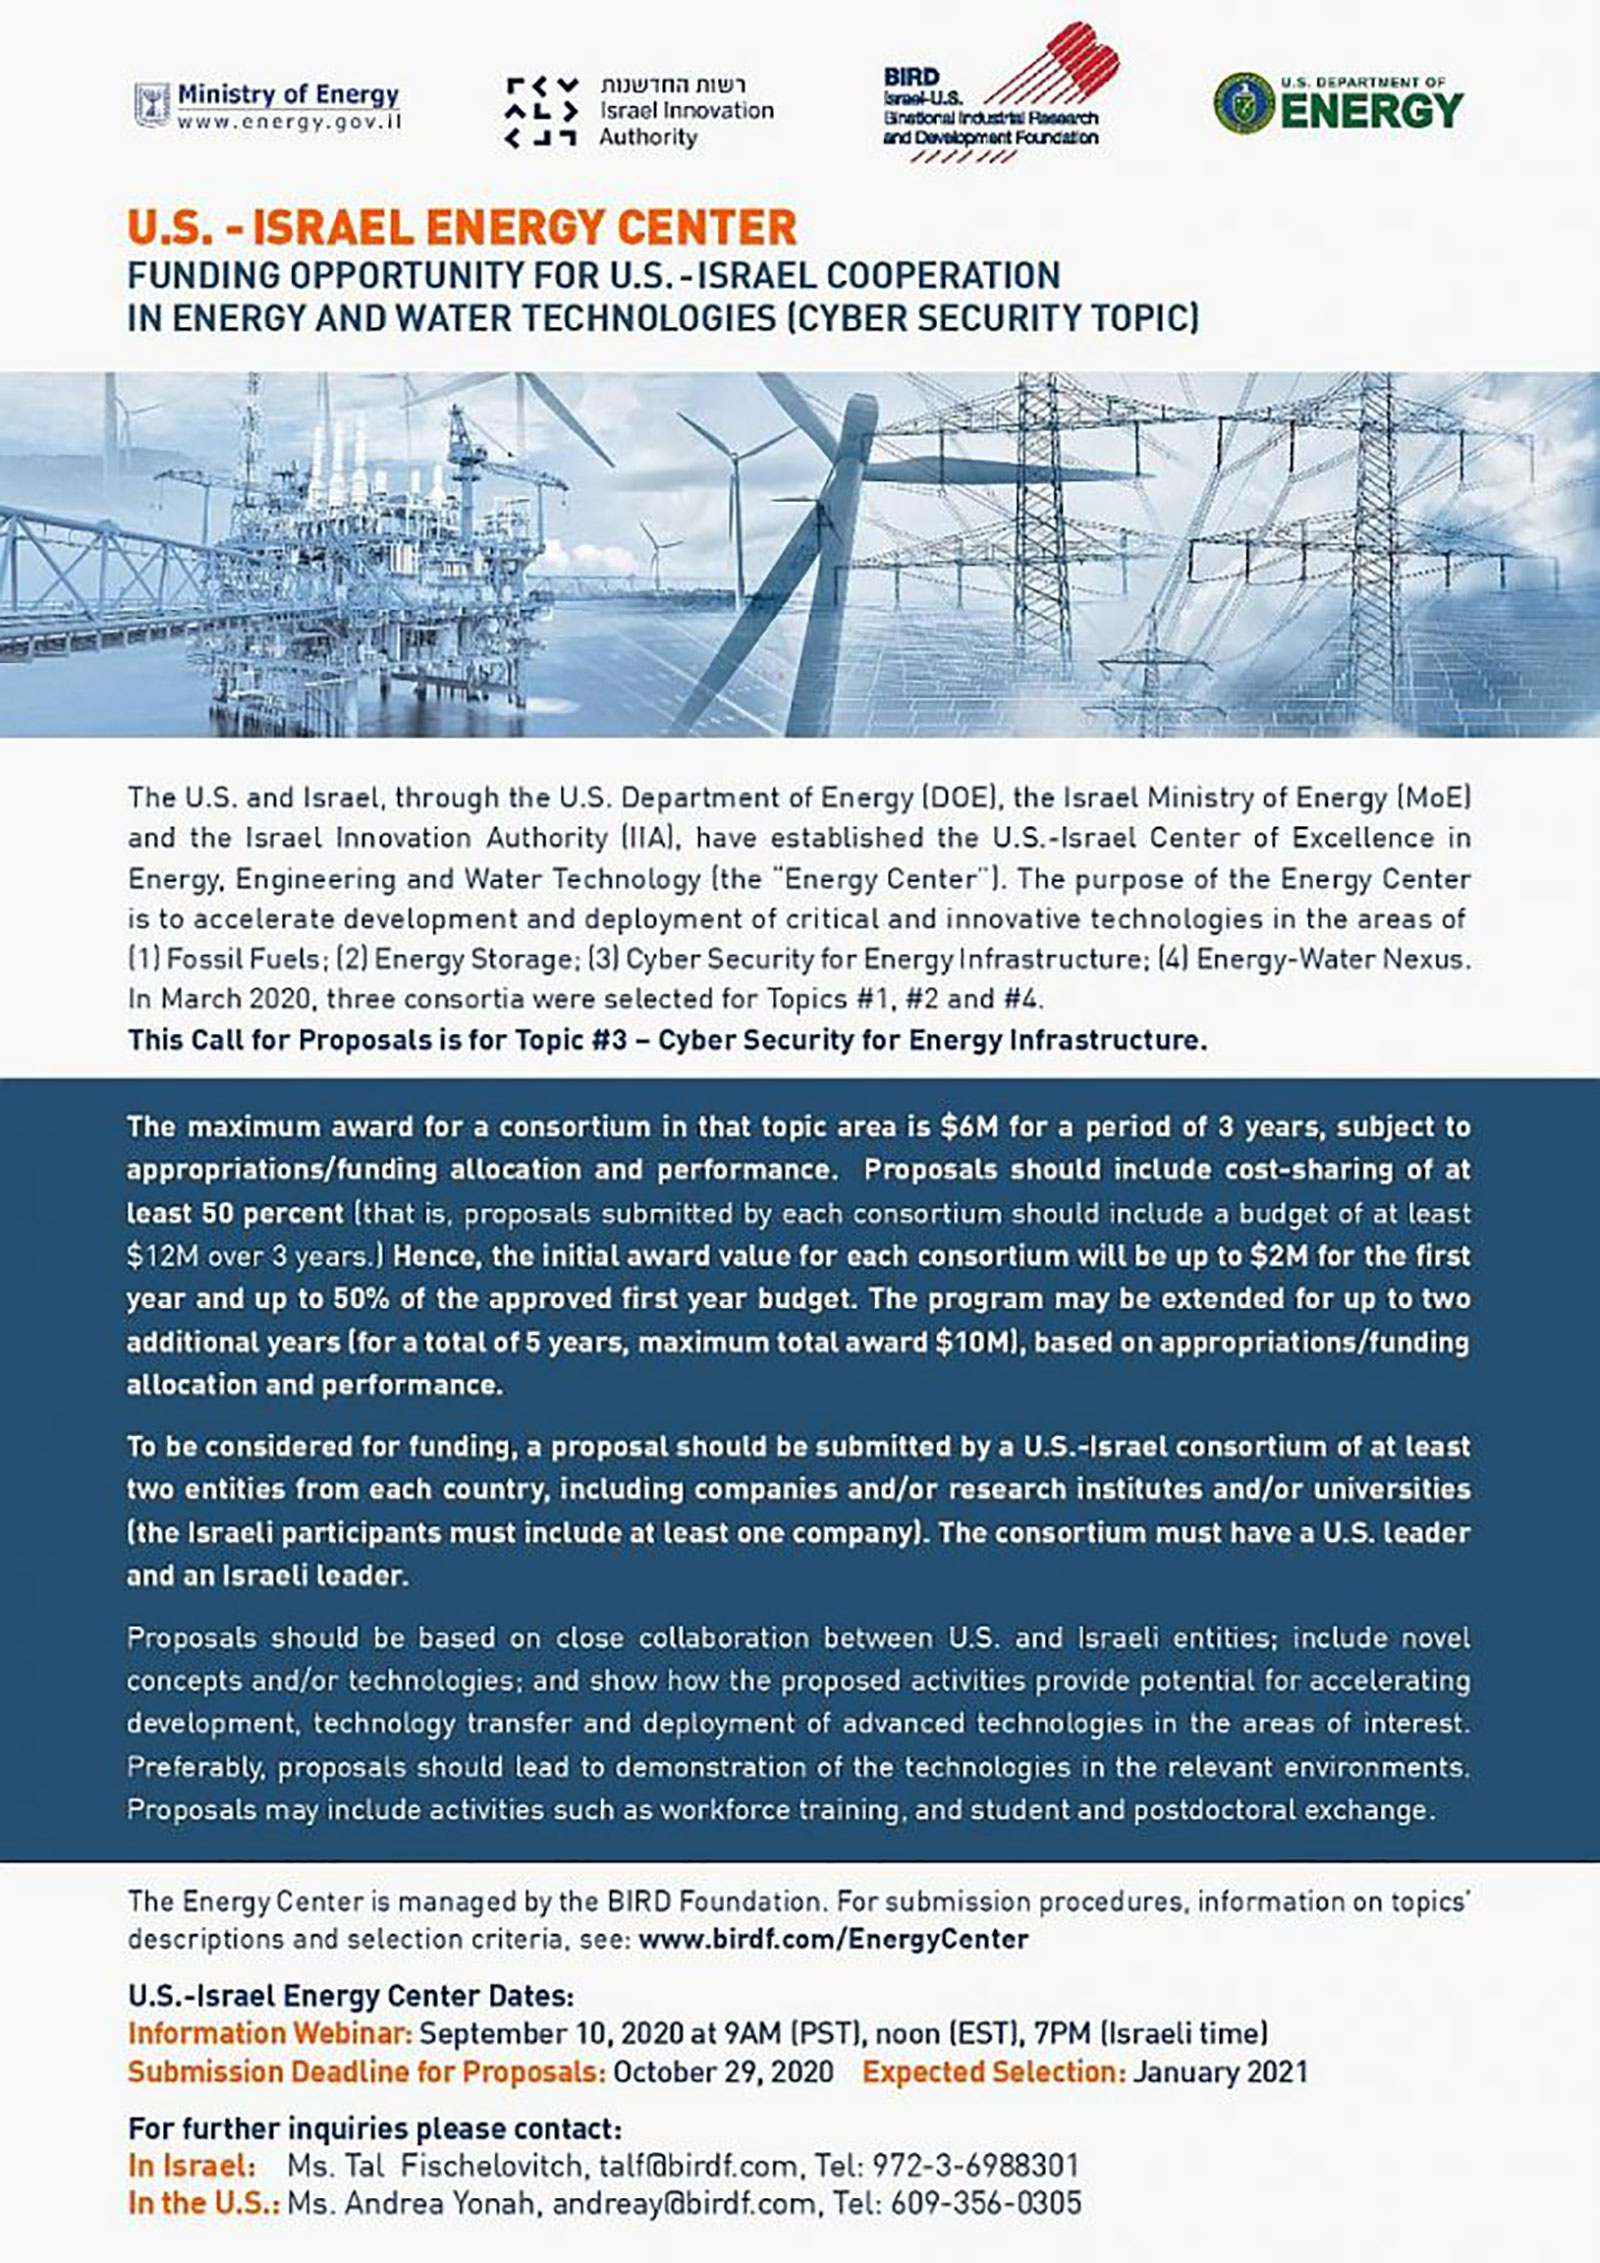 Ministry of Energy
www.energy.gov.il
רשות החדשנות
Israel Innovation
Authority
BIRD
Israel-U.S.
Binational Industrial Research
and Development Foundation
U.S. DEPARTMENT OF
ENERGY
U.S. - ISRAEL ENERGY CENTER
FUNDING OPPORTUNITY FOR U.S. - ISRAEL COOPERATION
IN ENERGY AND WATER TECHNOLOGIES (CYBER SECURITY TOPIC)
The U.S. and Israel, through the U.S. Department of Energy (DOE), the Israel Ministry of Energy (MoE)
and the Israel Innovation Authority (IIA), have established the U.S.-Israel Center of Excellence in
Energy, Engineering and Water Technology (the "Energy Center"). The purpose of the Energy Center
is to accelerate development and deployment of critical and innovative technologies in the areas of
(1) Fossil Fuels; (2) Energy Storage; (3) Cyber Security for Energy Infrastructure; (4) Energy-Water Nexus.
In March 2020, three consortia were selected for Topics #1, #2 and #4.
This Call for Proposals is for Topic #3 – Cyber Security for Energy Infrastructure.
The maximum award for a consortium in that topic area is $6M for a period of 3 years, subject to
appropriations/funding allocation and performance. Proposals should include cost-sharing of at
least 50 percent (that is, proposals submitted by each consortium should include a budget of at least
$12M over 3 years.) Hence, the initial award value for each consortium will be up to $2M for the first
year and up to 50% of the approved first year budget. The program may be extended for up to two
additional years (for a total of 5 years, maximum total award $10M), based on appropriations/funding
allocation and performance.
To be considered for funding, a proposal should be submitted by a U.S.-Israel consortium of at least
two entities from each country, including companies and/or research institutes and/or universities
(the Israeli participants must include at least one company). The consortium must have a U.S. leader
and an Israeli leader.
Proposals should be based on close collaboration between U.S. and Israeli entities; include novel
concepts and/or technologies; and show how the proposed activities provide potential for accelerating
development, technology transfer and deployment of advanced technologies in the areas of interest.
Preferably, proposals should lead to demonstration of the technologies in the relevant environments.
Proposals may include activities such as workforce training, and student and postdoctoral exchange.
The Energy Center is managed by the BIRD Foundation. For submission procedures, information on topics'
descriptions and selection criteria, see: www.birdf.com/EnergyCenter
U.S.-Israel Energy Center Dates:
Information Webinar: September 10, 2020 at 9AM (PST), noon (EST), 7PM (Israeli time)
Submission Deadline for Proposals: October 29, 2020 Expected Selection: January 2021
For further inquiries please contact:
In Israel: Ms. Tal Fischelovitch, talf@birdf.com, Tel: 972-3-6988301
In the U.S.: Ms. Andrea Yonah, andreay@birdf.com, Tel: 609-356-0305